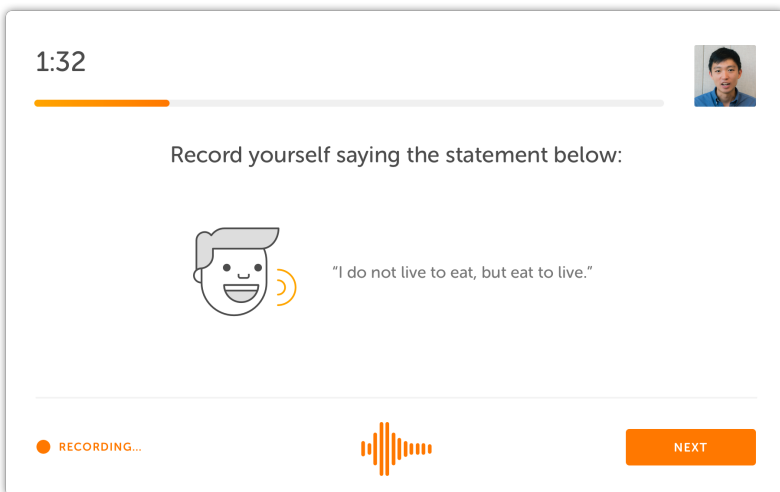 1:32
Record yourself saying the statement below:
"I do not live to eat, but eat to live."
RECORDING...
NEXT